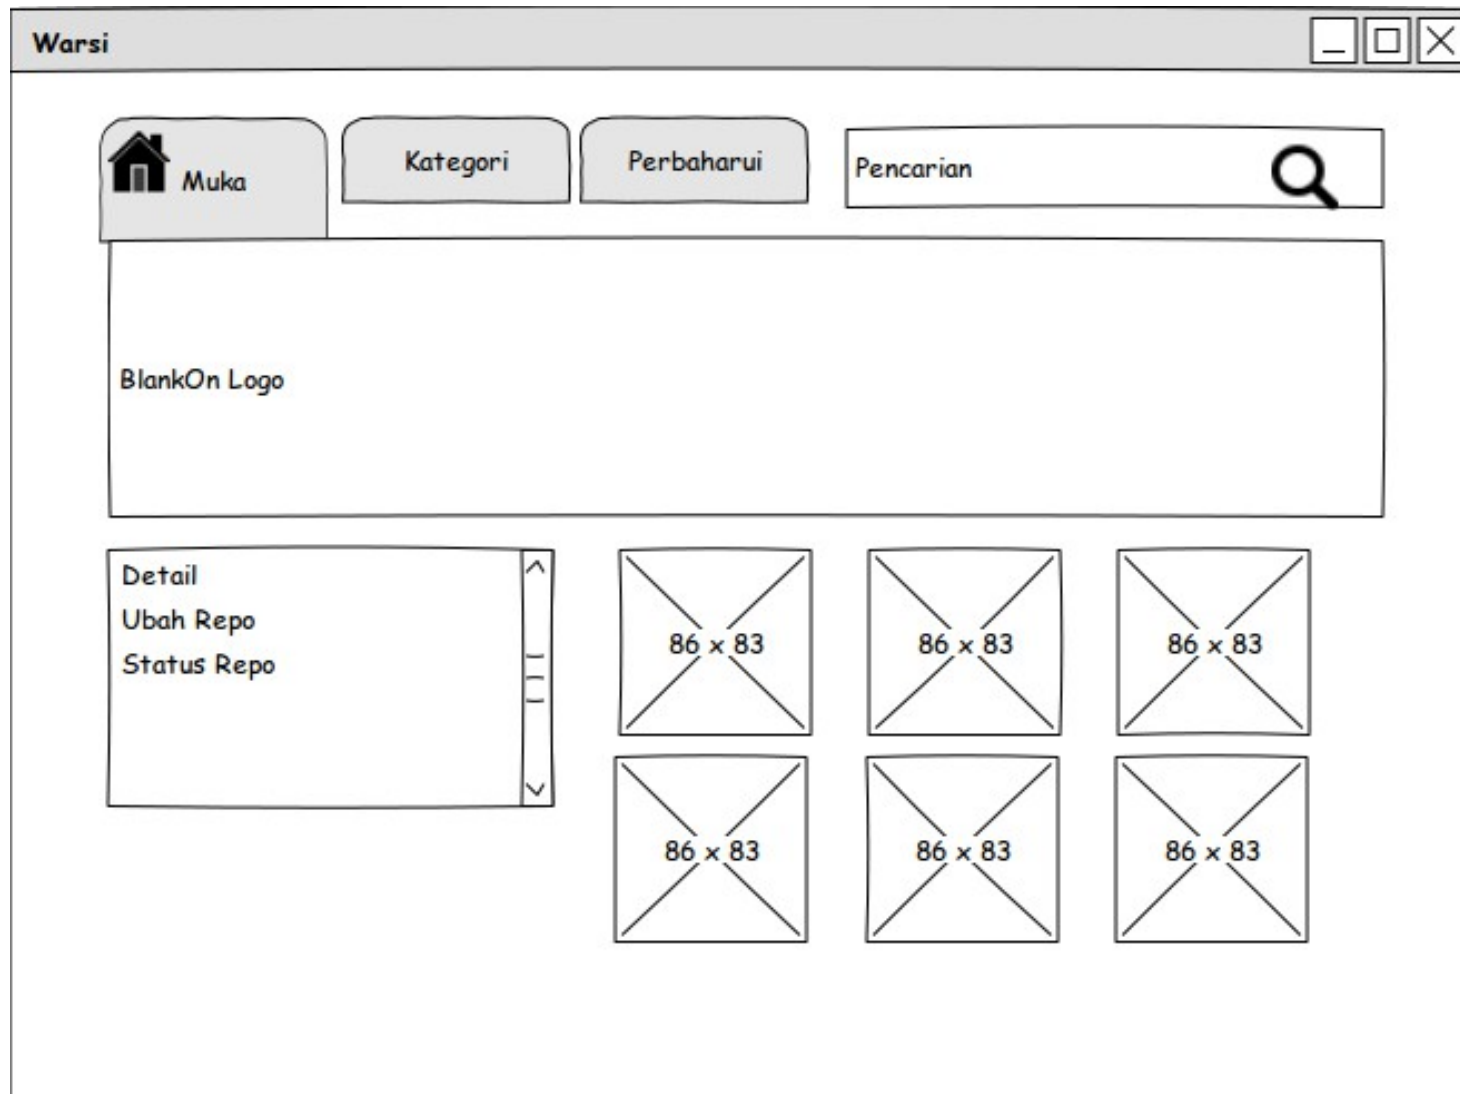 Warsi
Muka
Kategori
Perbaharui
Pencarian
BlankOn Logo
Detail
Ubah Repo
Status Repo
86 x 83
86 x 83
86 x 83
86 x 83
86 x 83
86 x 83